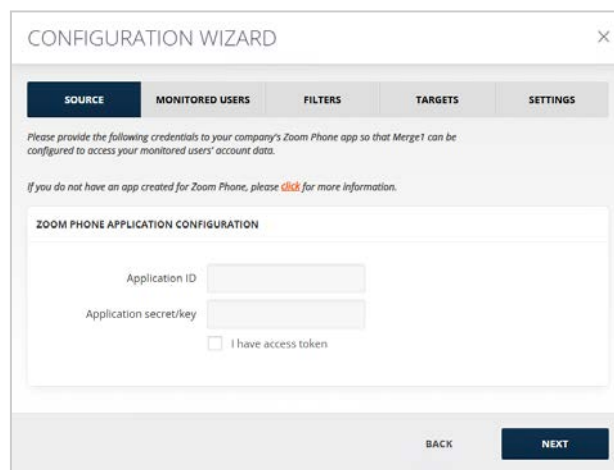 CONFIGURATION WIZARD
SOURCE MONITORED USERS FILTERS TARGETS SETTINGS
Please provide the following credentials to your company's Zoom Phone app so that Merge1 can be
configured to access your monitored users' account data.
If you do not have an app created for Zoom Phone, please click for more information.
ZOOM PHONE APPLICATION CONFIGURATION
Application ID
Application secret/key
I have access token
BACK NEXT